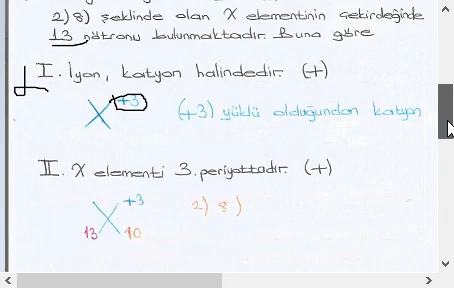 2) 8) şeklinde olan X elementinin çekirdeğinde
13 nötronu bulunmaktadır. Buna göre
I. İyon, katyon halindedir. (+)
X +3 (+3) yüklü olduğundan katyon
II. X elementi 3. periyottadır. (+)
X +3 2) 8 )
13 10